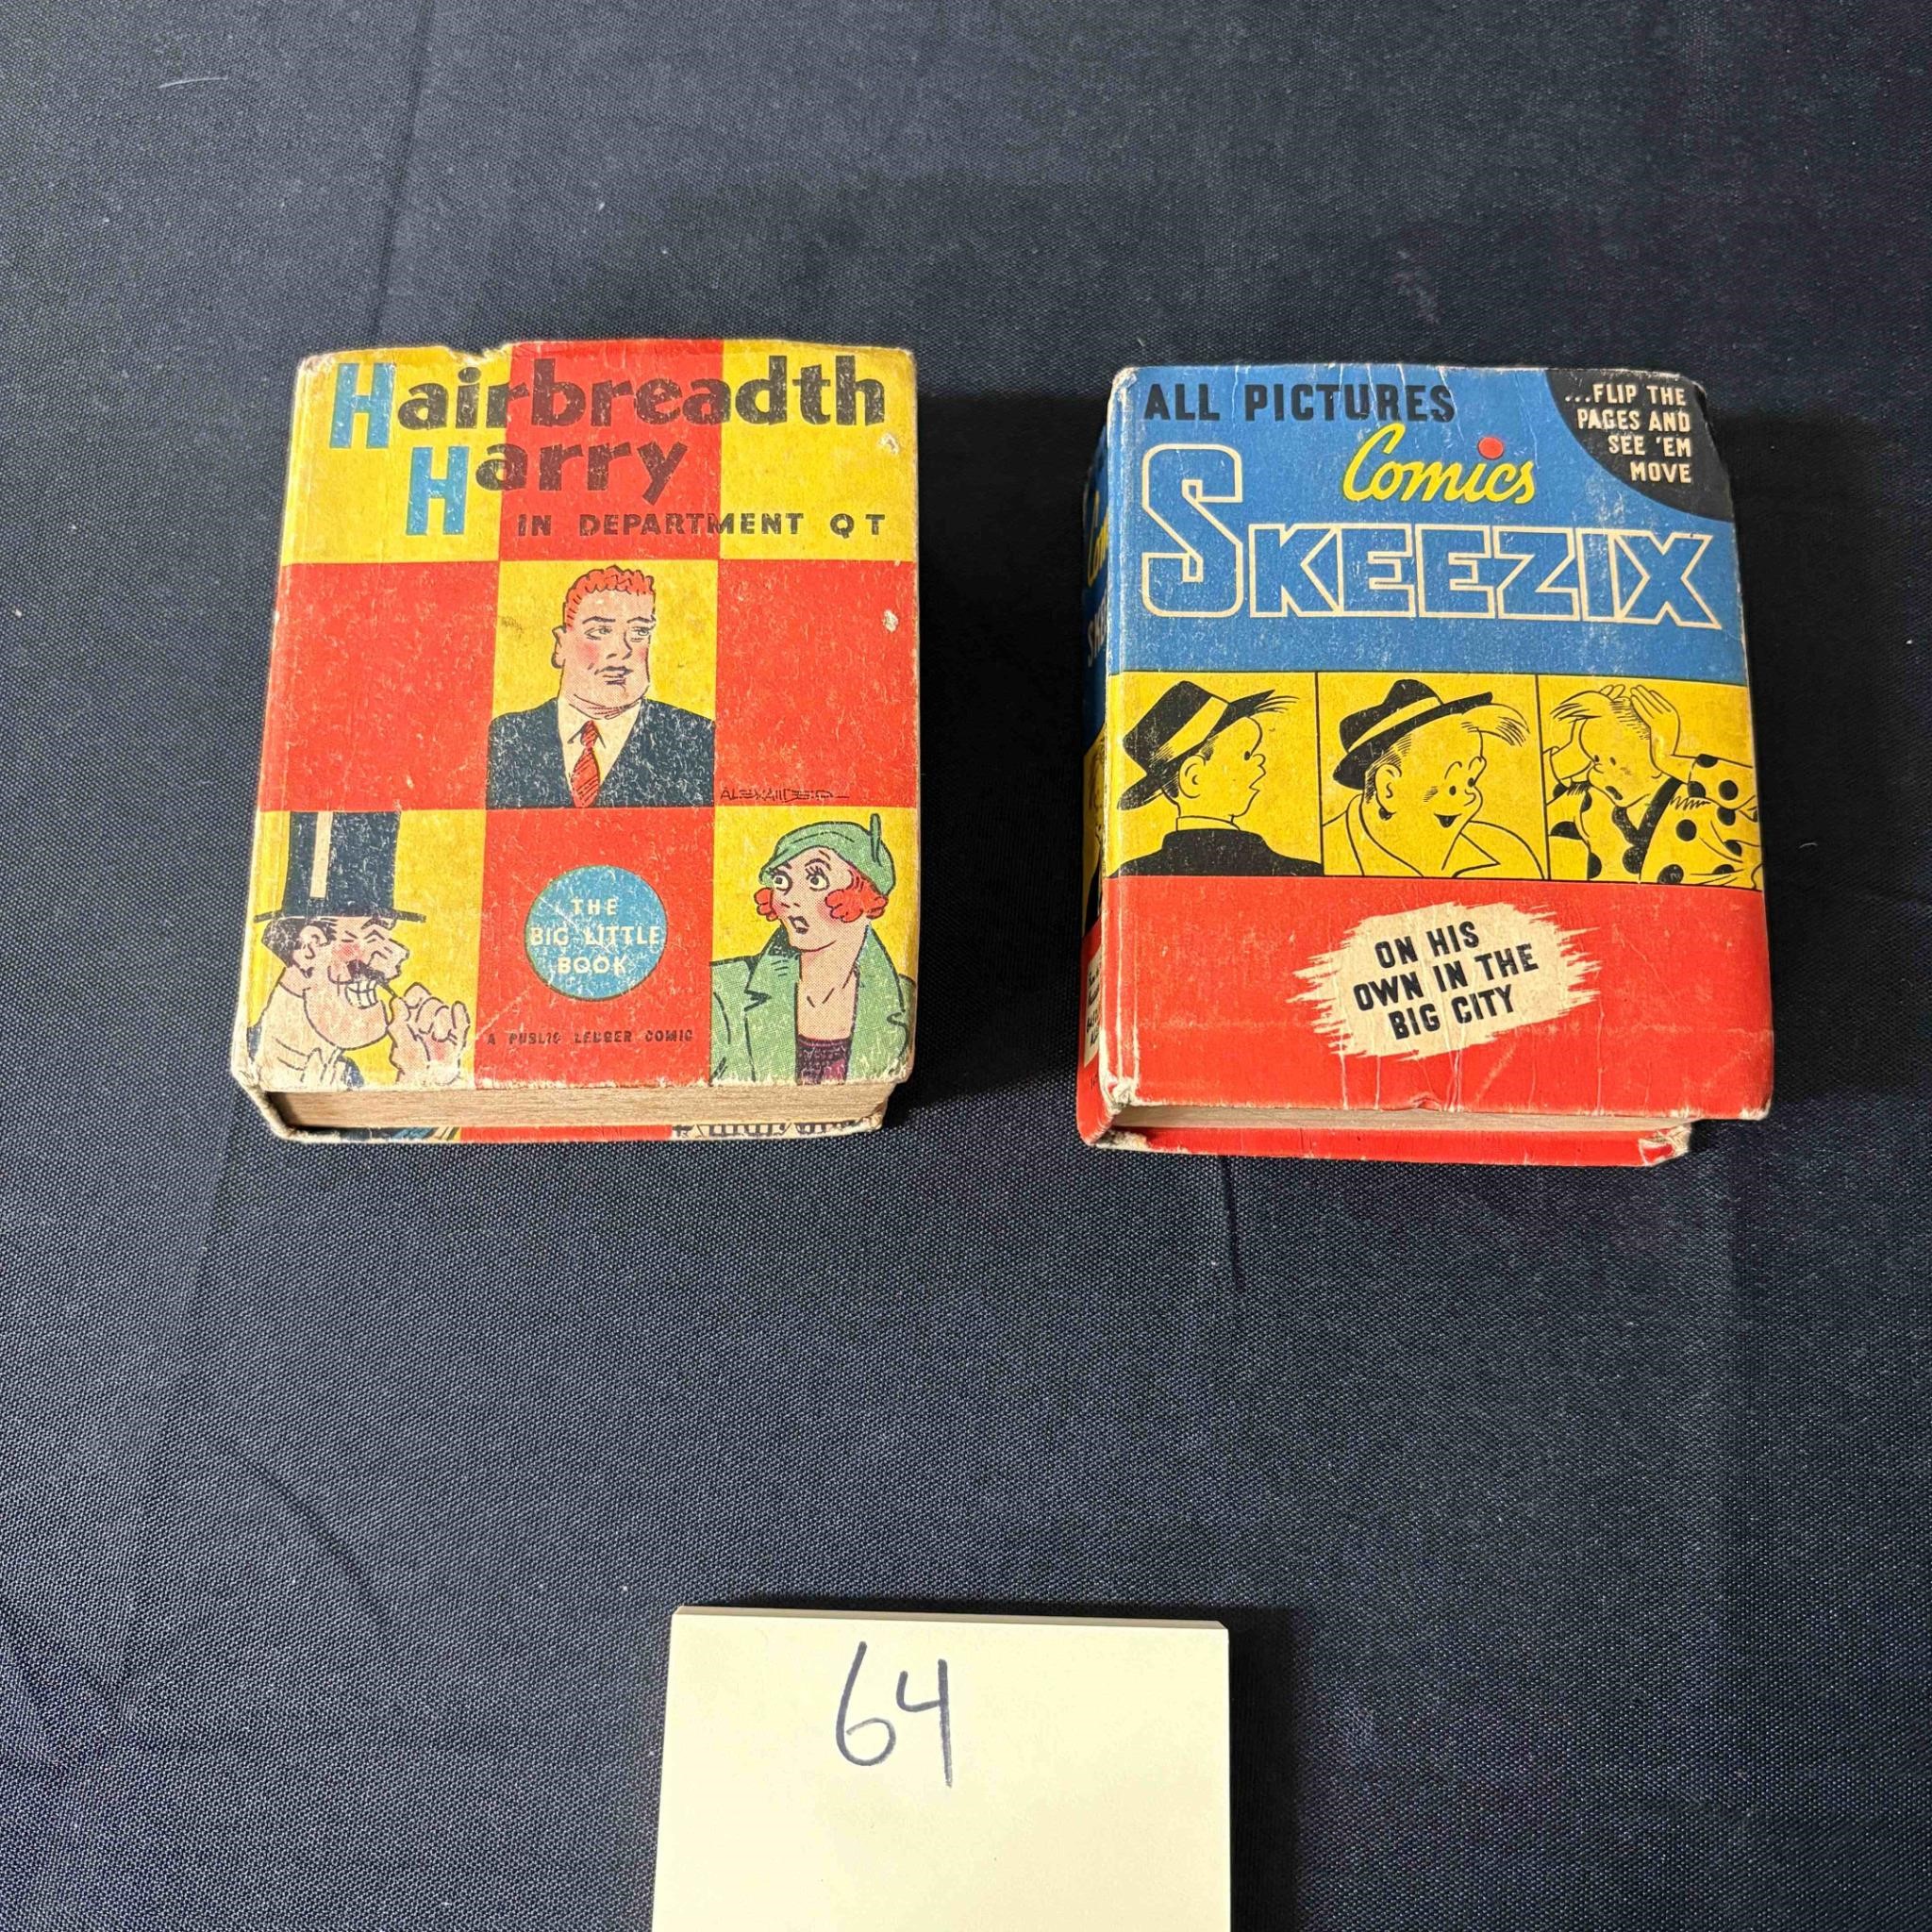 Hairbreadth
Harry
IN DEPARTMENT QT
ALEXANDER
THE
BIG LITTLE
BOOK
A PUBLIC LEDGER COMIC
ALL PICTURES
Comics
SKEEZIX
...FLIP THE
PAGES AND
SEE 'EM
MOVE
ON HIS
OWN IN THE
BIG CITY
64